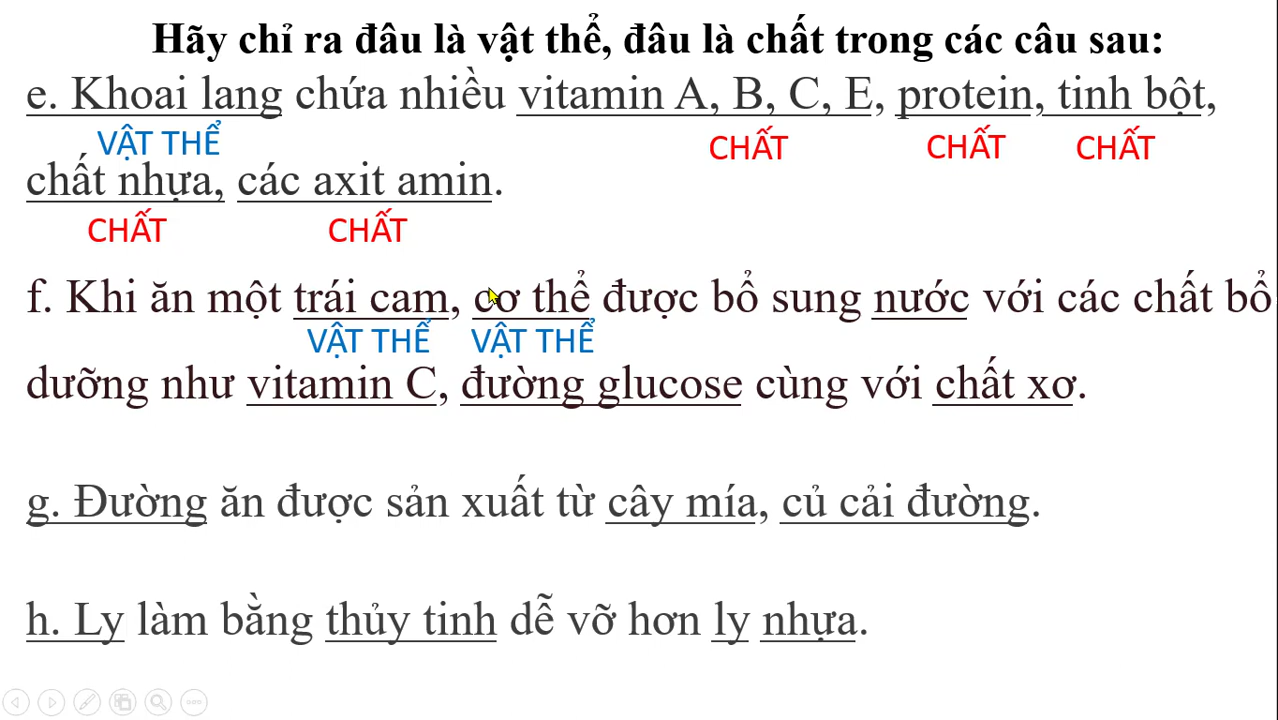 Hãy chỉ ra đâu là vật thể, đâu là chất trong các câu sau:
e. Khoai lang chứa nhiều vitamin A, B, C, E, protein, tinh bột,
VẬT THỂ CHẤT CHẤT CHẤT
chất nhựa, các axit amin.
CHẤT CHẤT
f. Khi ăn một trái cam, cơ thể được bổ sung nước với các chất bổ
VẬT THỂ VẬT THỂ
dưỡng như vitamin C, đường glucose cùng với chất xơ.
g. Đường ăn được sản xuất từ cây mía, củ cải đường.
h. Ly làm bằng thủy tinh dễ vỡ hơn ly nhựa.